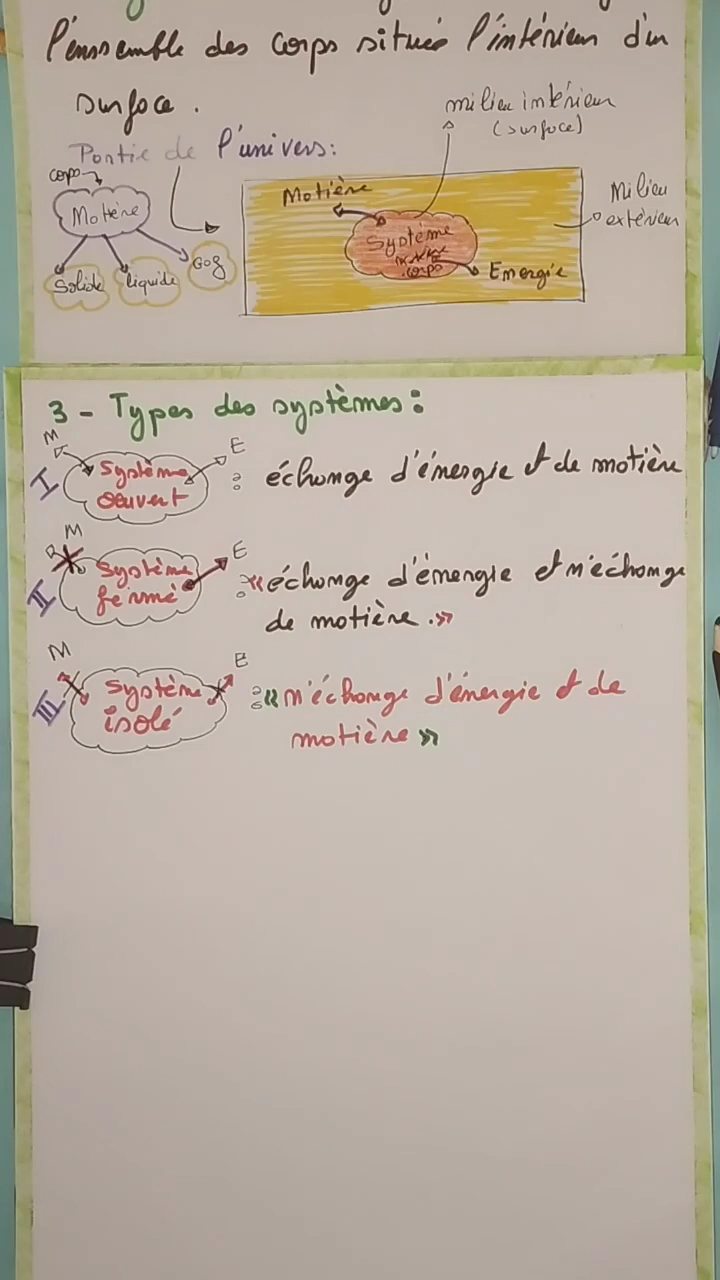 l'enssemble des corps situés l'intérieur d'un
surface.
Partie de l'univers:
milieu intérieur
(surface)
corps
Matière
Solide
liquide
Gaz
Matière
Système
corps
Energie
Milieu
extérieur
3 - Types des systèmes:
M
E
I
Système
ouvert
: échange d'énergie et de matière
M
E
II
Système
fermé
: «échange d'énergie et n'échange
de matière.»
M
E
III
Système
isolé
: «n'échange d'énergie et de
matière»